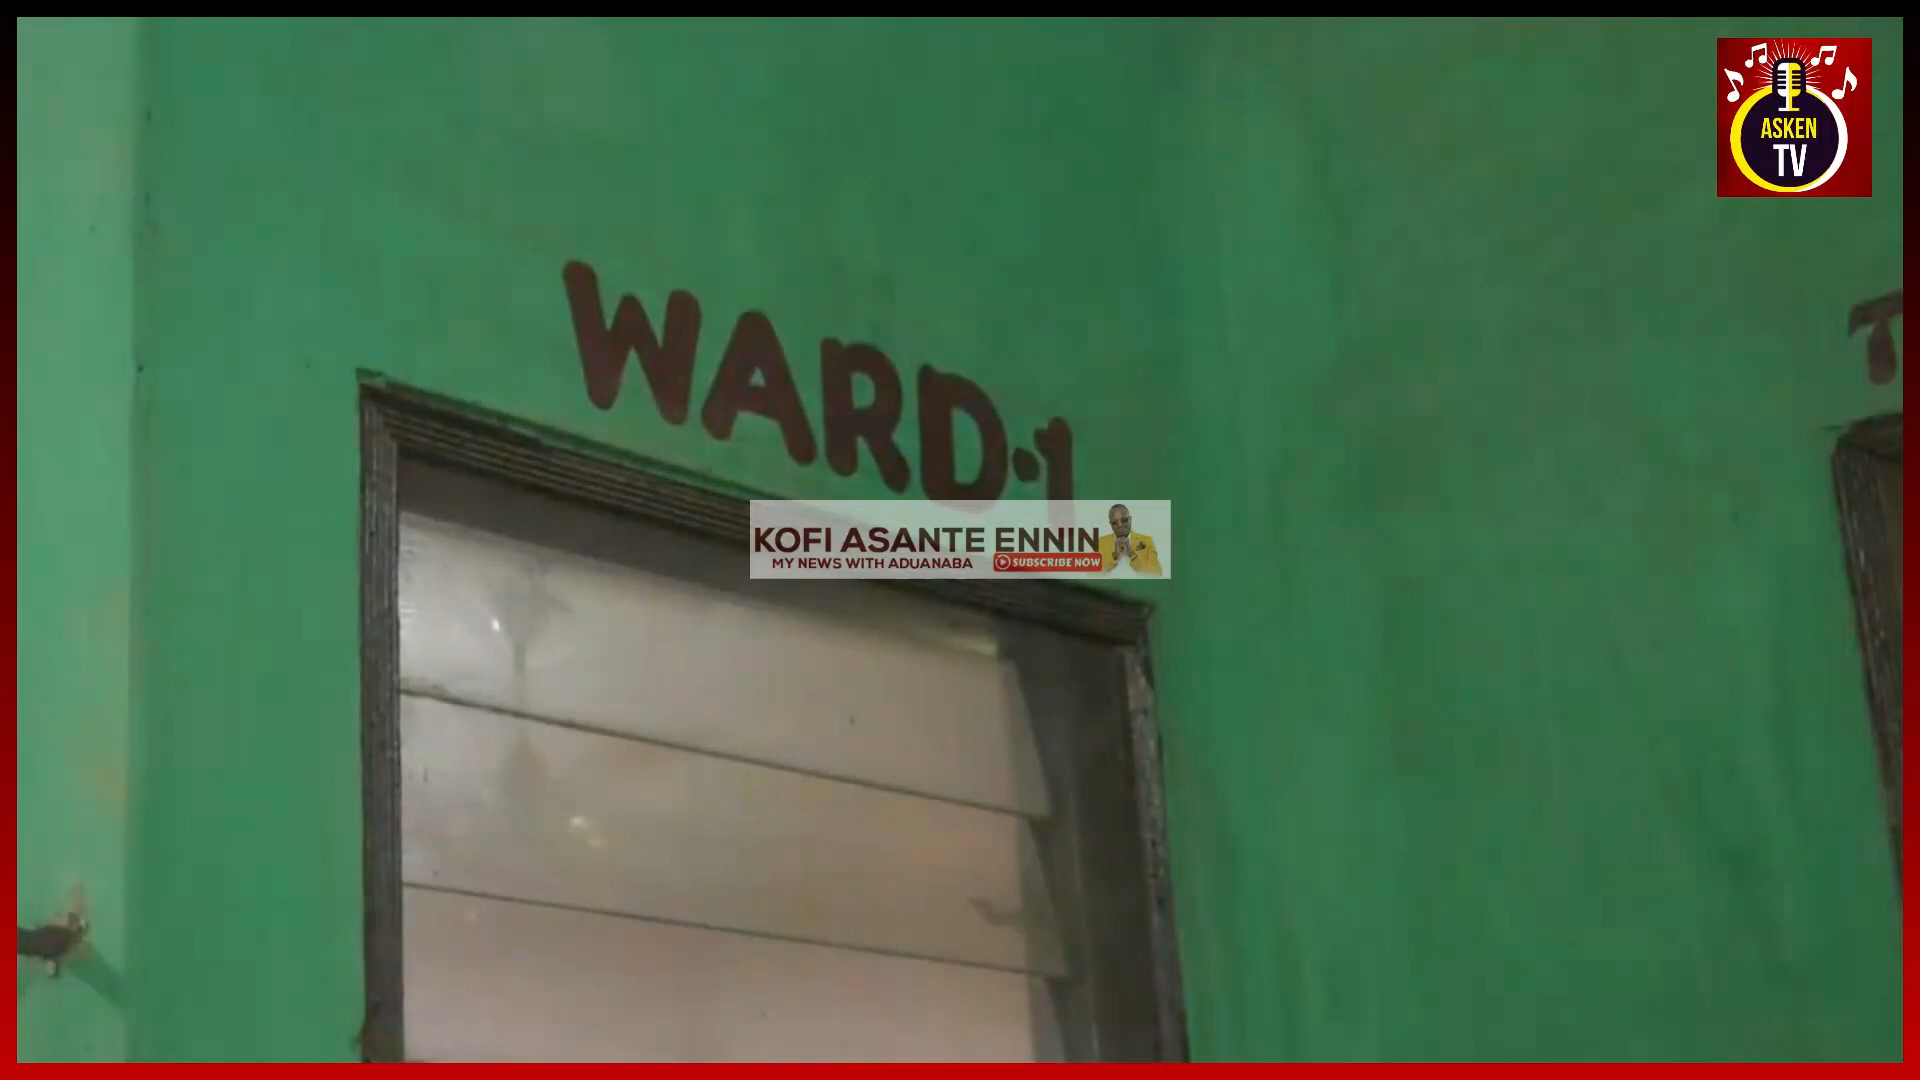 ASKEN
TV
WARD-1
T
KOFI ASANTE ENNIN
MY NEWS WITH ADUANABA
SUBSCRIBE NOW